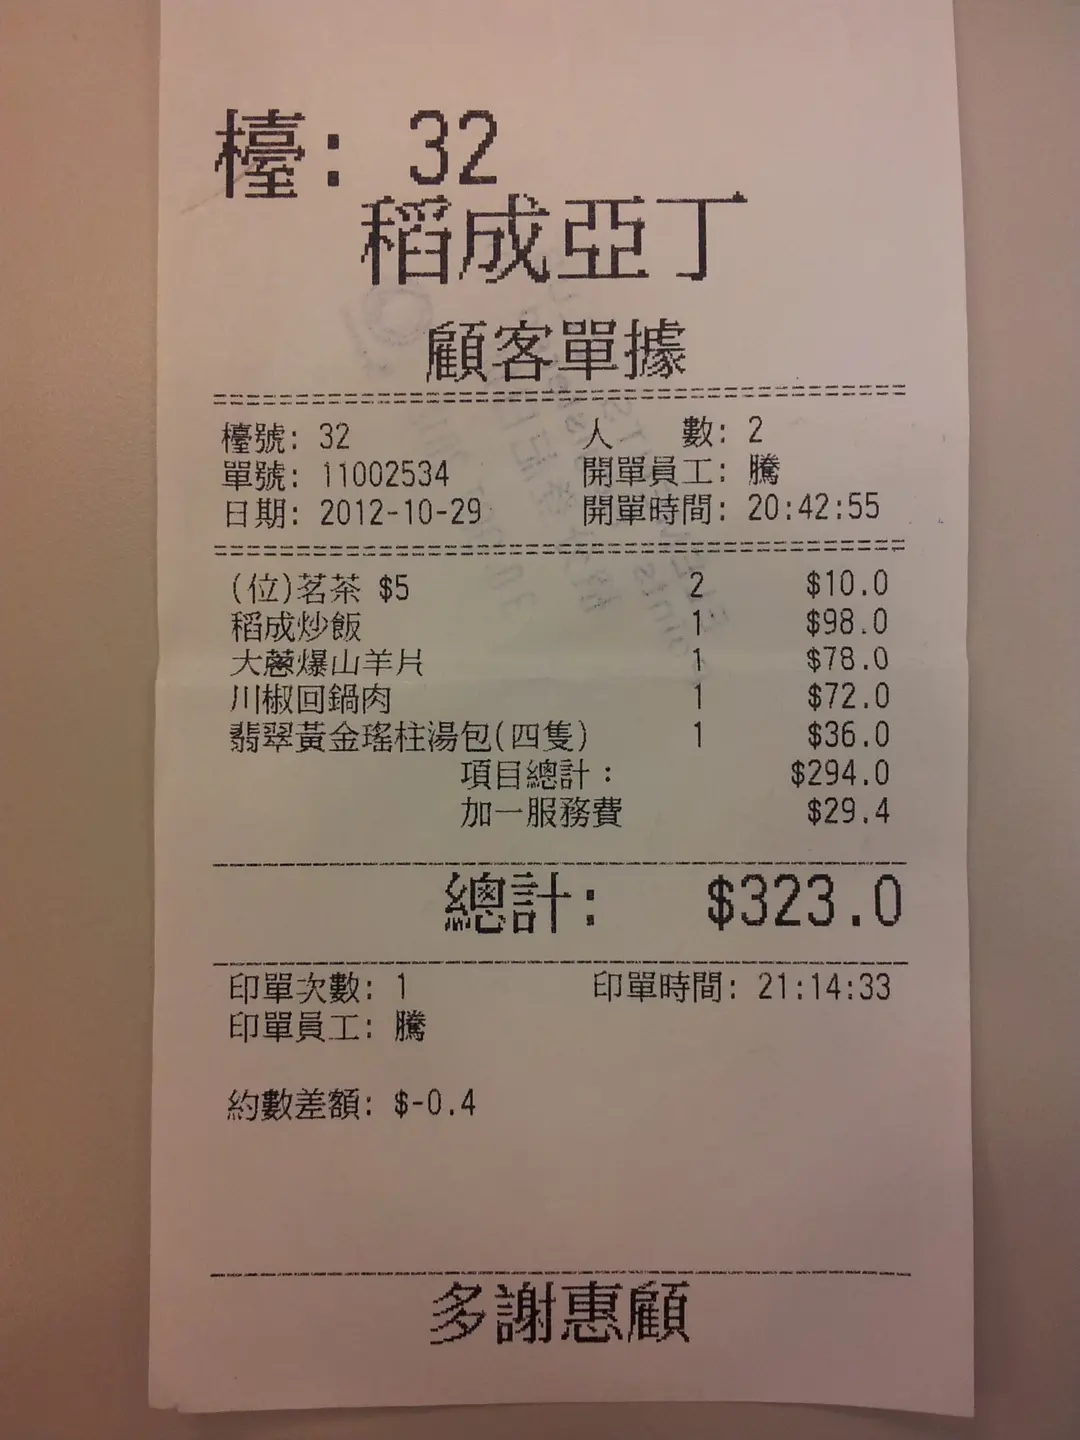 檯: 32
稻成亞丁
顧客單據
檯號: 32 人 數: 2
單號: 11002534 開單員工: 騰
日期: 2012-10-29 開單時間: 20:42:55
(位)茗茶 $5 2 $10.0
稻成炒飯 1 $98.0
大蔥爆山羊片 1 $78.0
川椒回鍋肉 1 $72.0
翡翠黃金瑤柱湯包(四隻) 1 $36.0
項目總計: $294.0
加一服務費 $29.4
總計: $323.0
印單次數: 1 印單時間: 21:14:33
印單員工: 騰
約數差額: $-0.4
多謝惠顧